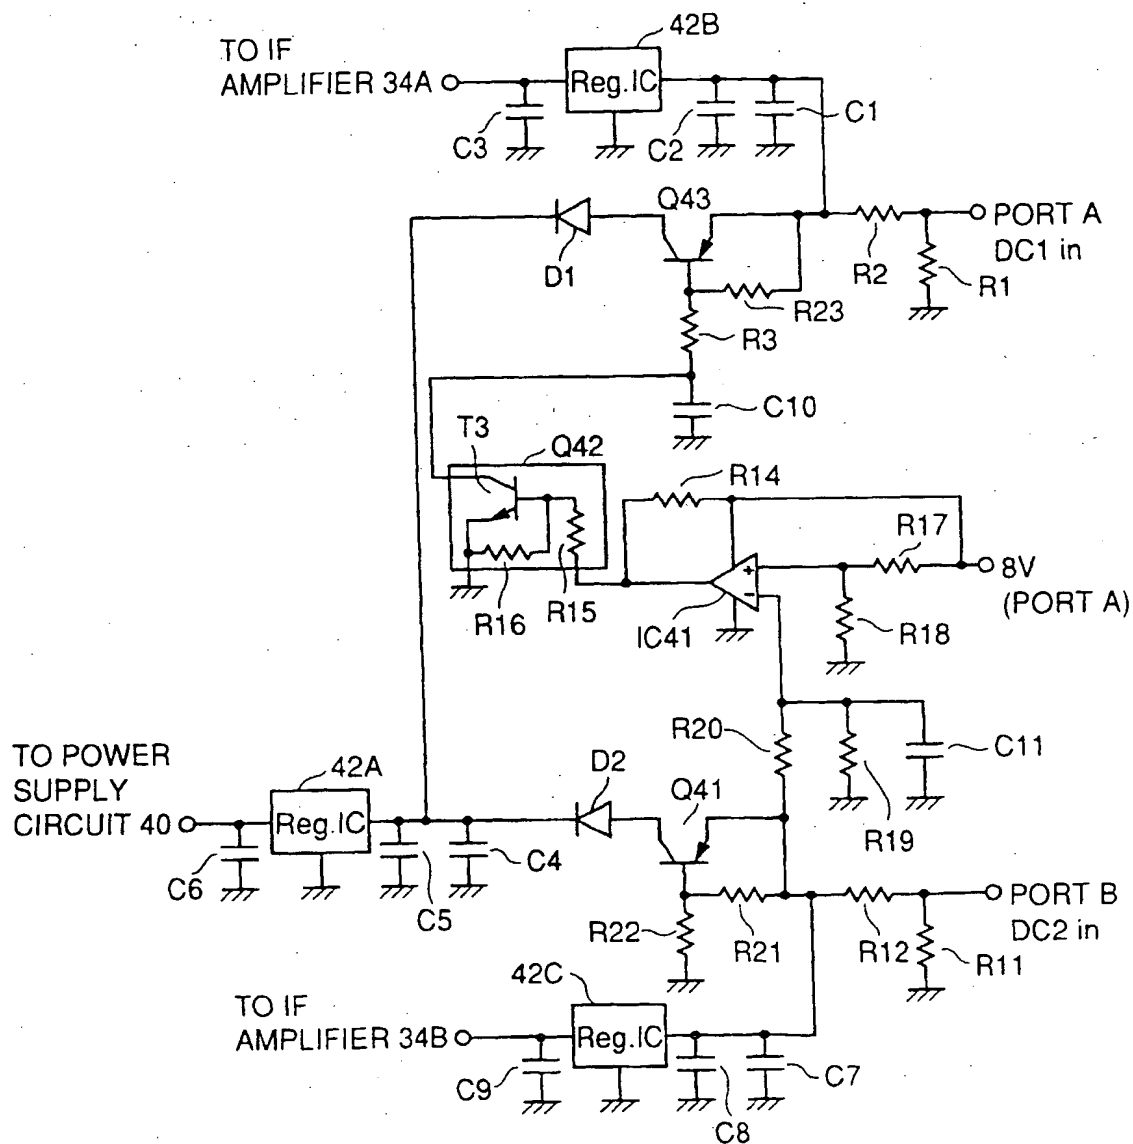 42B
TO IF
AMPLIFIER 34A
Reg.IC
C3
C2
C1
Q43
PORT A
DC1 in
D1
R2
R1
R23
R3
C10
T3
Q42
R14
R17
8V
(PORT A)
R16
R15
IC41
R18
R20
C11
TO POWER
SUPPLY
CIRCUIT 40
42A
D2
Q41
Reg.IC
R19
C6
C5
C4
PORT B
DC2 in
R22
R21
R12
R11
42C
TO IF
AMPLIFIER 34B
Reg.IC
C9
C8
C7